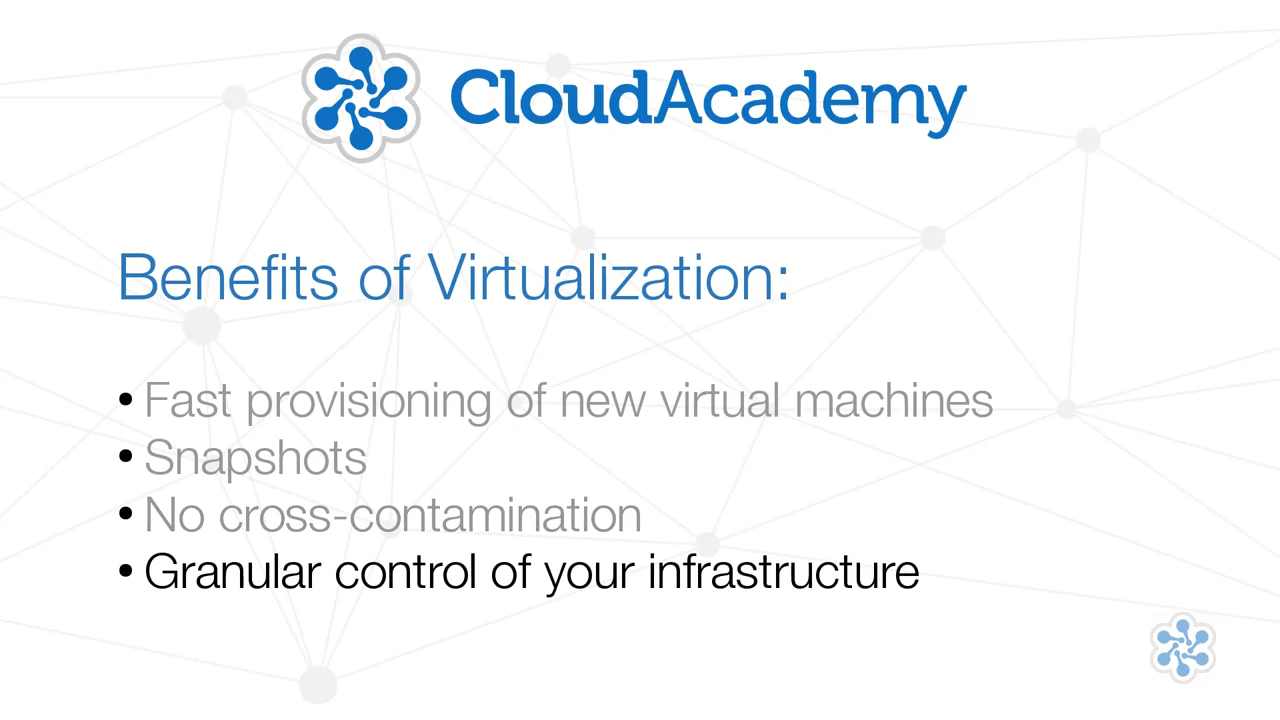 CloudAcademy
Benefits of Virtualization:
• Fast provisioning of new virtual machines
• Snapshots
• No cross-contamination
• Granular control of your infrastructure